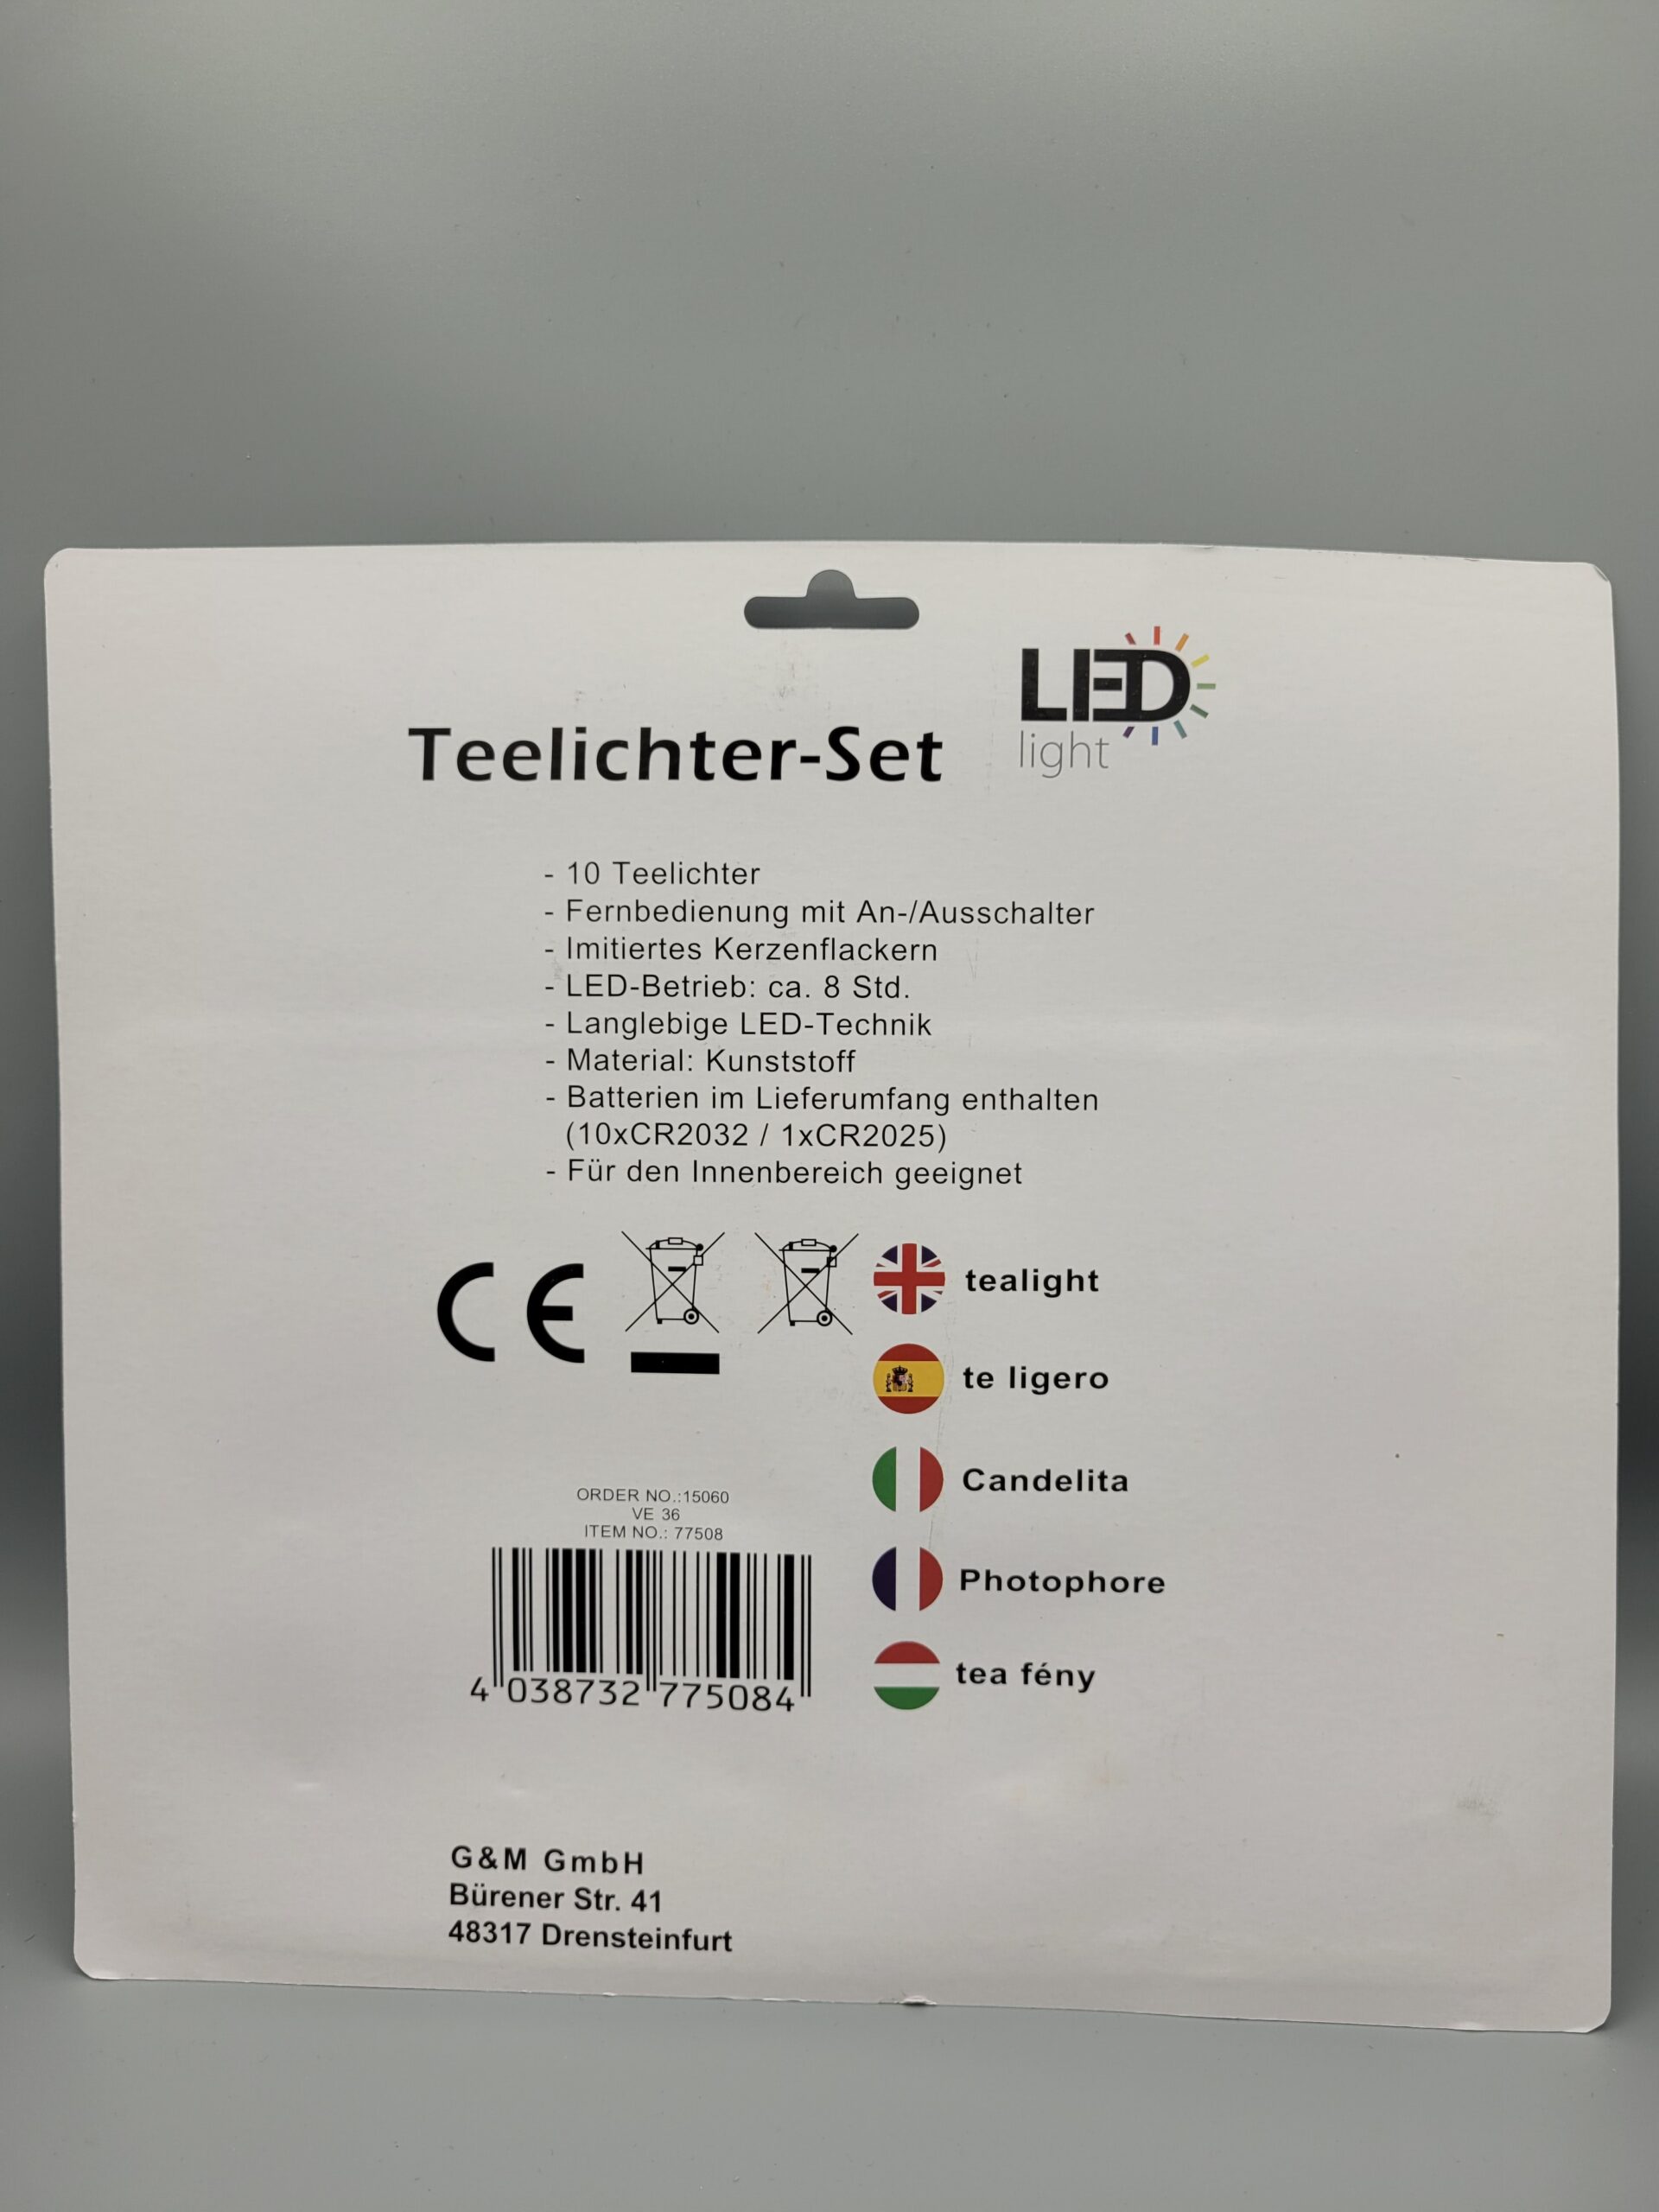 LED
light
Teelichter-Set
- 10 Teelichter
- Fernbedienung mit An-/Ausschalter
- Imitiertes Kerzenflackern
- LED-Betrieb: ca. 8 Std.
- Langlebige LED-Technik
- Material: Kunststoff
- Batterien im Lieferumfang enthalten
(10xCR2032 / 1xCR2025)
- Für den Innenbereich geeignet
CE
tealight
te ligero
Candelita
Photophore
tea fény
ORDER NO.:15060
VE 36
ITEM NO.: 77508
4 038732 775084
G&M GmbH
Bürener Str. 41
48317 Drensteinfurt